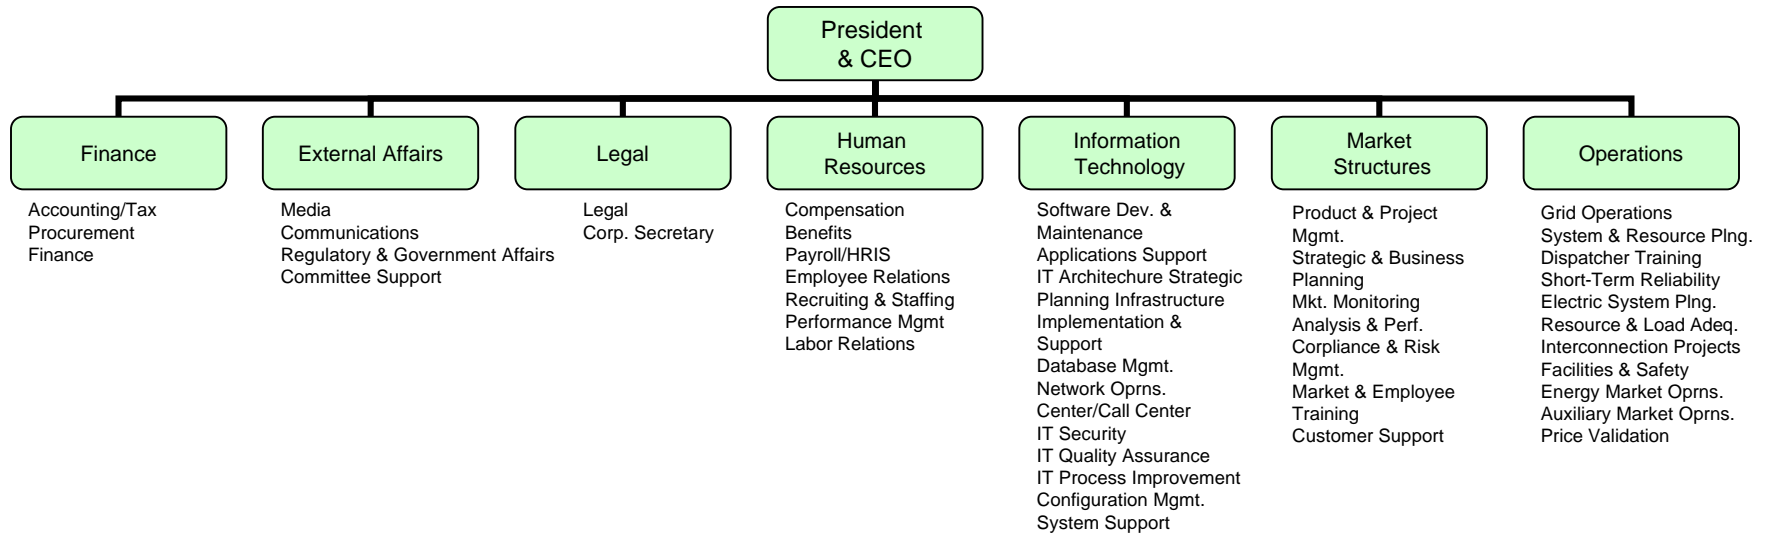 President
& CEO
Finance
External Affairs
Legal
Human
Resources
Information
Technology
Market
Structures
Operations
Accounting/Tax
Procurement
Finance
Media
Communications
Regulatory & Government Affairs
Committee Support
Legal
Corp. Secretary
Compensation
Benefits
Payroll/HRIS
Employee Relations
Recruiting & Staffing
Performance Mgmt
Labor Relations
Software Dev. &
Maintenance
Applications Support
IT Architechure Strategic
Planning Infrastructure
Implementation &
Support
Database Mgmt.
Network Oprns.
Center/Call Center
IT Security
IT Quality Assurance
IT Process Improvement
Configuration Mgmt.
System Support
Product & Project
Mgmt.
Strategic & Business
Planning
Mkt. Monitoring
Analysis & Perf.
Corpliance & Risk
Mgmt.
Market & Employee
Training
Customer Support
Grid Operations
System & Resource Plng.
Dispatcher Training
Short-Term Reliability
Electric System Plng.
Resource & Load Adeq.
Interconnection Projects
Facilities & Safety
Energy Market Oprns.
Auxiliary Market Oprns.
Price Validation